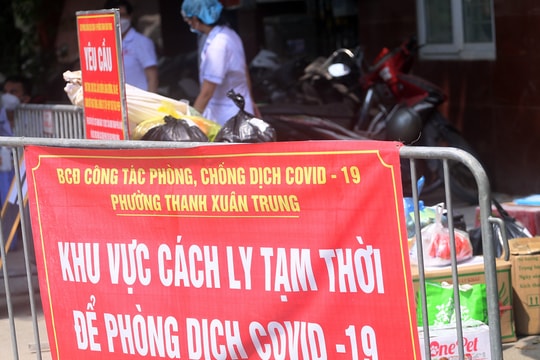 YÊU CẦU
BCĐ CÔNG TÁC PHÒNG, CHỐNG DỊCH COVID - 19
PHƯỜNG THANH XUÂN TRUNG
KHU VỰC CÁCH LY TẠM THỜI
ĐỂ PHÒNG DỊCH COVID -19
OnePet